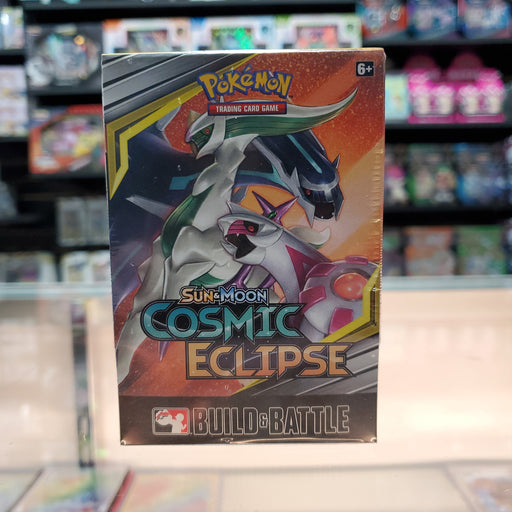 6+
POKéMON
TRADING CARD GAME
SUN & MOON
COSMIC
ECLIPSE
BUILD & BATTLE